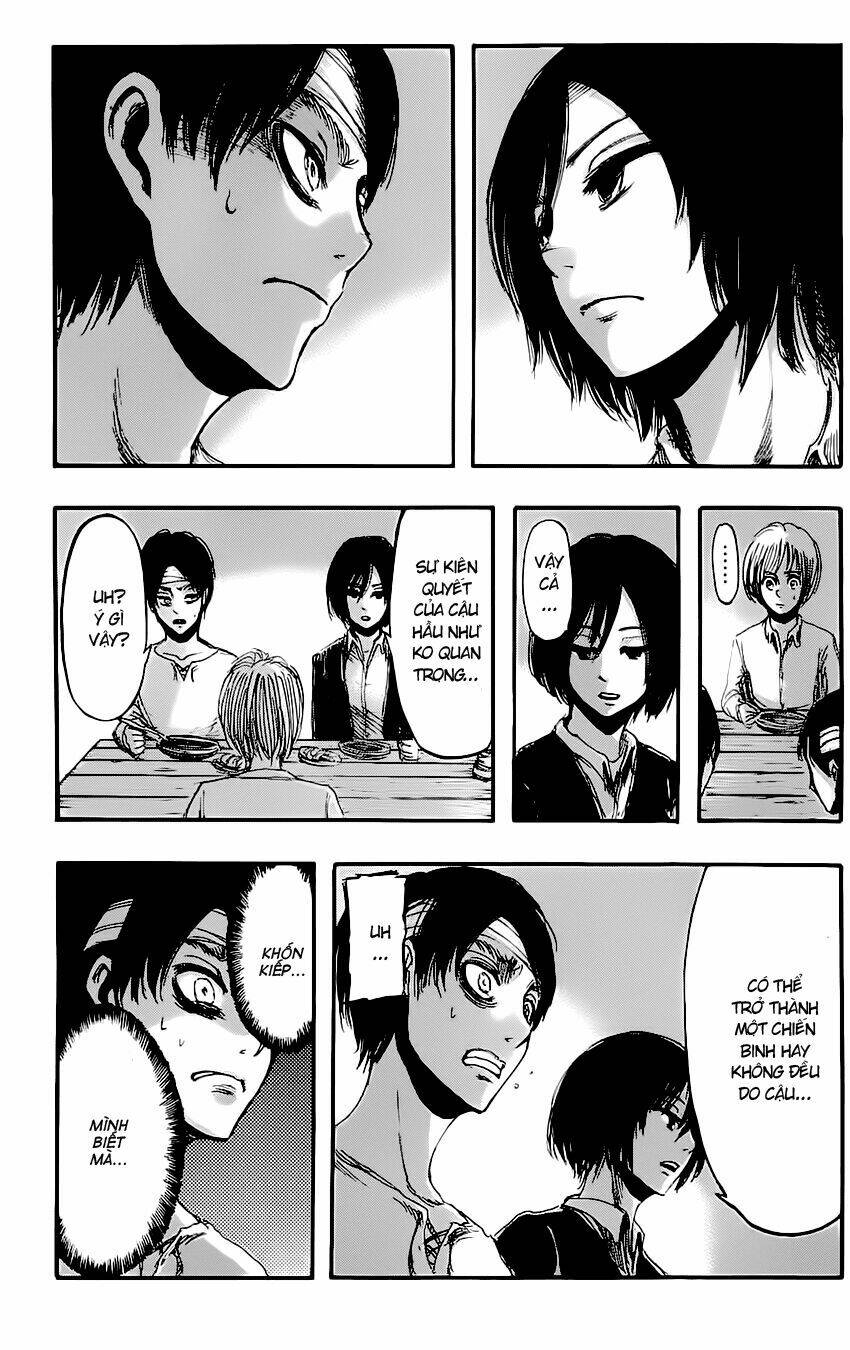 ........
VẬY
CẢ
...
SỰ KIÊN
QUYẾT
CỦA CẬU
HẦU NHƯ
KO QUAN
TRỌNG...
UH?
Ý GÌ
VẬY?
CÓ THỂ
TRỞ THÀNH
MỘT CHIẾN
BINH HAY
KHÔNG ĐỀU
DO CẬU...
UH
...
KHỐN
KIẾP...
MÌNH
BIẾT
MÀ...